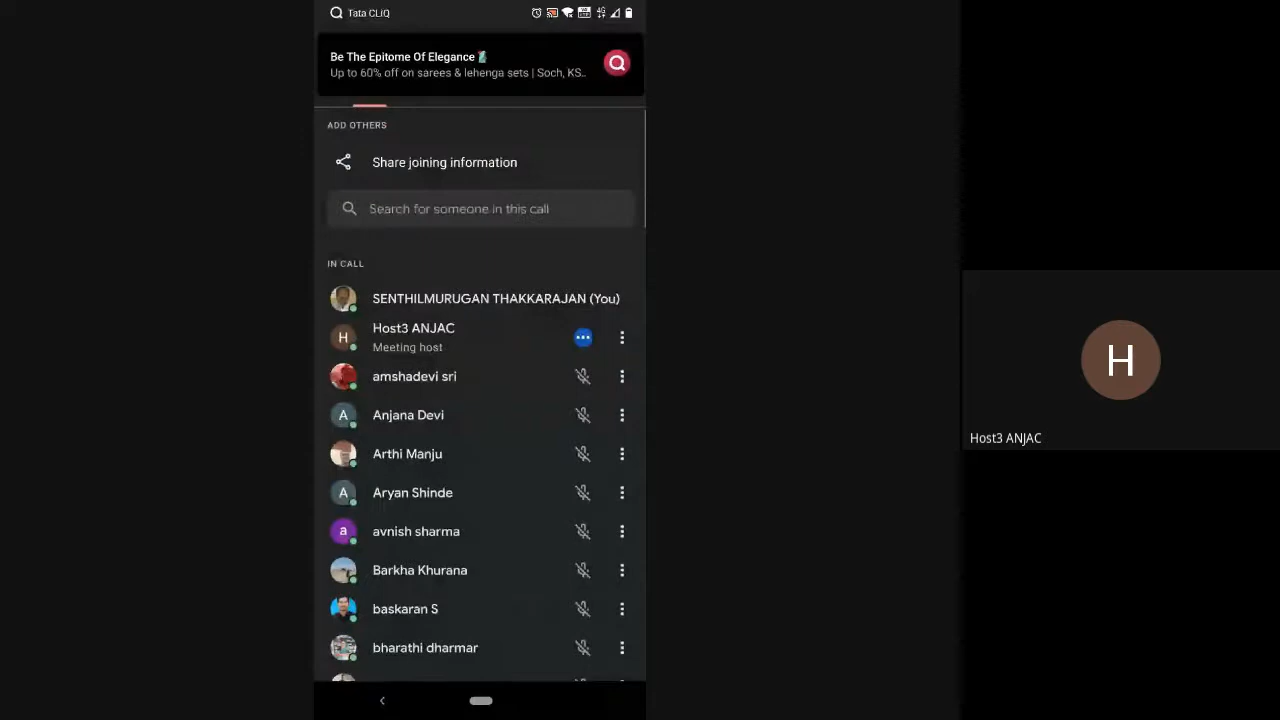 Tata CLiQ
Be The Epitome Of Elegance
Up to 60% off on sarees & lehenga sets | Soch, KS..
ADD OTHERS
Share joining information
Search for someone in this call
IN CALL
SENTHILMURUGAN THAKKARAJAN (You)
H
Host3 ANJAC
Meeting host
amshadevi sri
A
Anjana Devi
Arthi Manju
A
Aryan Shinde
a
avnish sharma
Barkha Khurana
baskaran S
bharathi dharmar
H
Host3 ANJAC